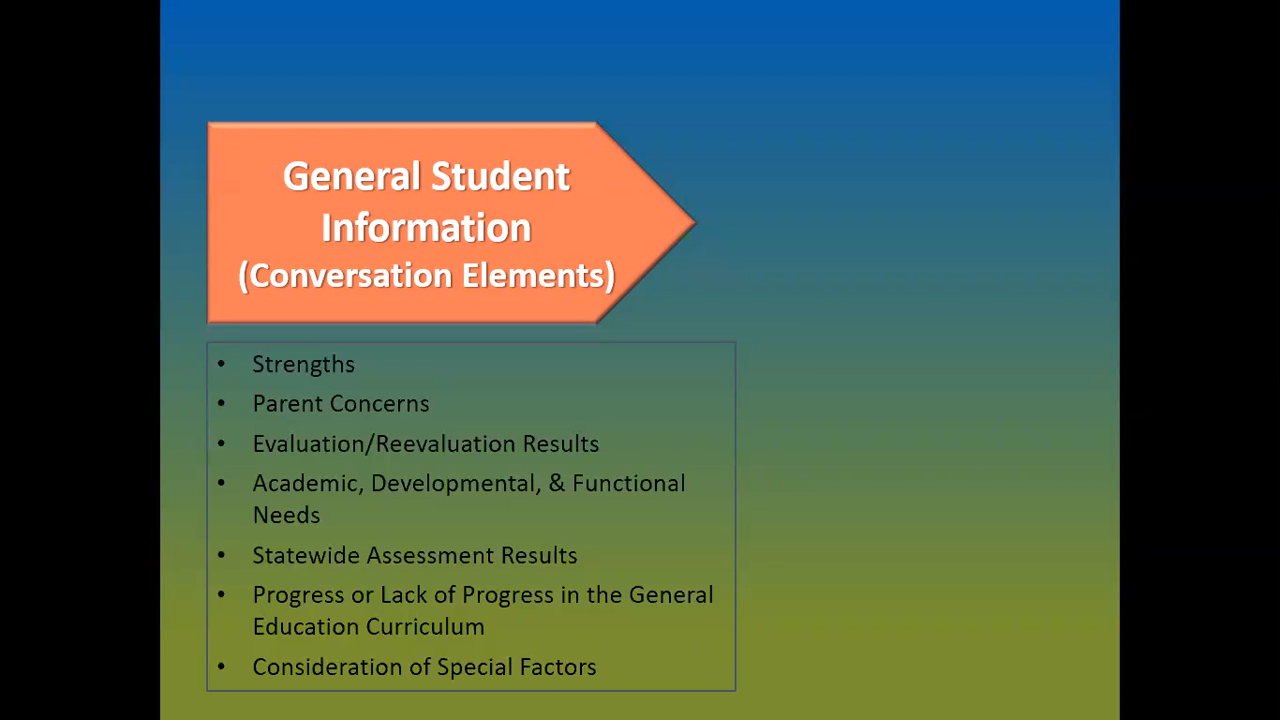 General Student
Information
(Conversation Elements)
• Strengths
• Parent Concerns
• Evaluation/Reevaluation Results
• Academic, Developmental, & Functional
Needs
• Statewide Assessment Results
• Progress or Lack of Progress in the General
Education Curriculum
• Consideration of Special Factors